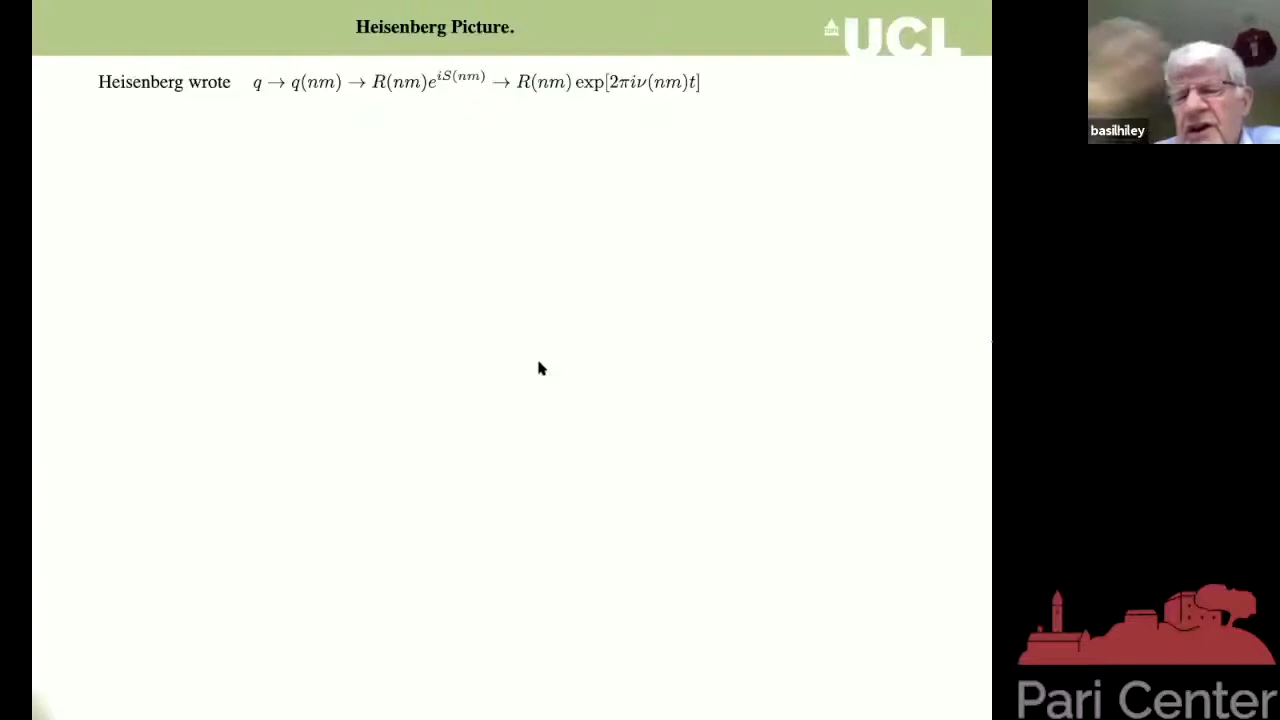 Heisenberg Picture.
UCL
Heisenberg wrote q → q(nm) → R(nm)e^{iS(nm)} → R(nm) exp[2πiν(nm)t]
basilhiley
Pari Center